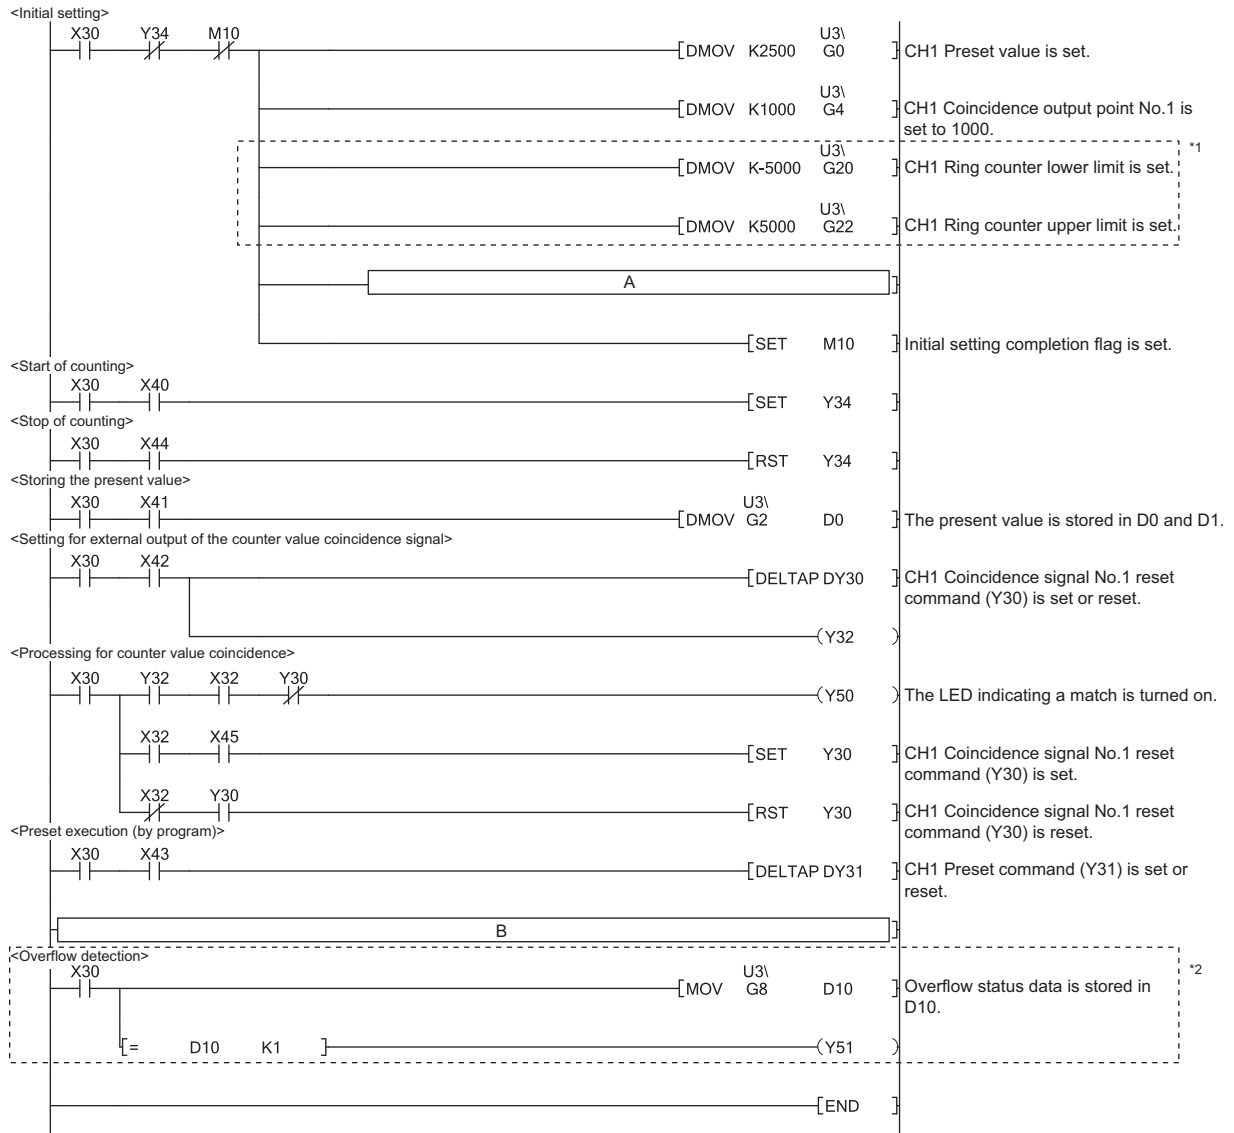 <Initial setting>
X30 Y34 M10
U3\
[DMOV K2500 G0 ] CH1 Preset value is set.
U3\
[DMOV K1000 G4 ] CH1 Coincidence output point No.1 is
set to 1000.
U3\ *1
[DMOV K-5000 G20 ] CH1 Ring counter lower limit is set.
U3\
[DMOV K5000 G22 ] CH1 Ring counter upper limit is set.
A ]
[SET M10 ] Initial setting completion flag is set.
<Start of counting>
X30 X40
[SET Y34 ]
<Stop of counting>
X30 X44
[RST Y34 ]
<Storing the present value>
X30 X41 U3\
[DMOV G2 D0 ] The present value is stored in D0 and D1.
<Setting for external output of the counter value coincidence signal>
X30 X42
[DELTAP DY30 ] CH1 Coincidence signal No.1 reset
command (Y30) is set or reset.
(Y32 )
<Processing for counter value coincidence>
X30 Y32 X32 Y30
(Y50 ) The LED indicating a match is turned on.
X32 X45
[SET Y30 ] CH1 Coincidence signal No.1 reset
command (Y30) is set.
X32 Y30
[RST Y30 ] CH1 Coincidence signal No.1 reset
command (Y30) is reset.
<Preset execution (by program)>
X30 X43
[DELTAP DY31 ] CH1 Preset command (Y31) is set or
reset.
B ]
<Overflow detection>
X30 U3\ *2
[MOV G8 D10 ] Overflow status data is stored in
D10.
[= D10 K1 ] (Y51 )
[END ]